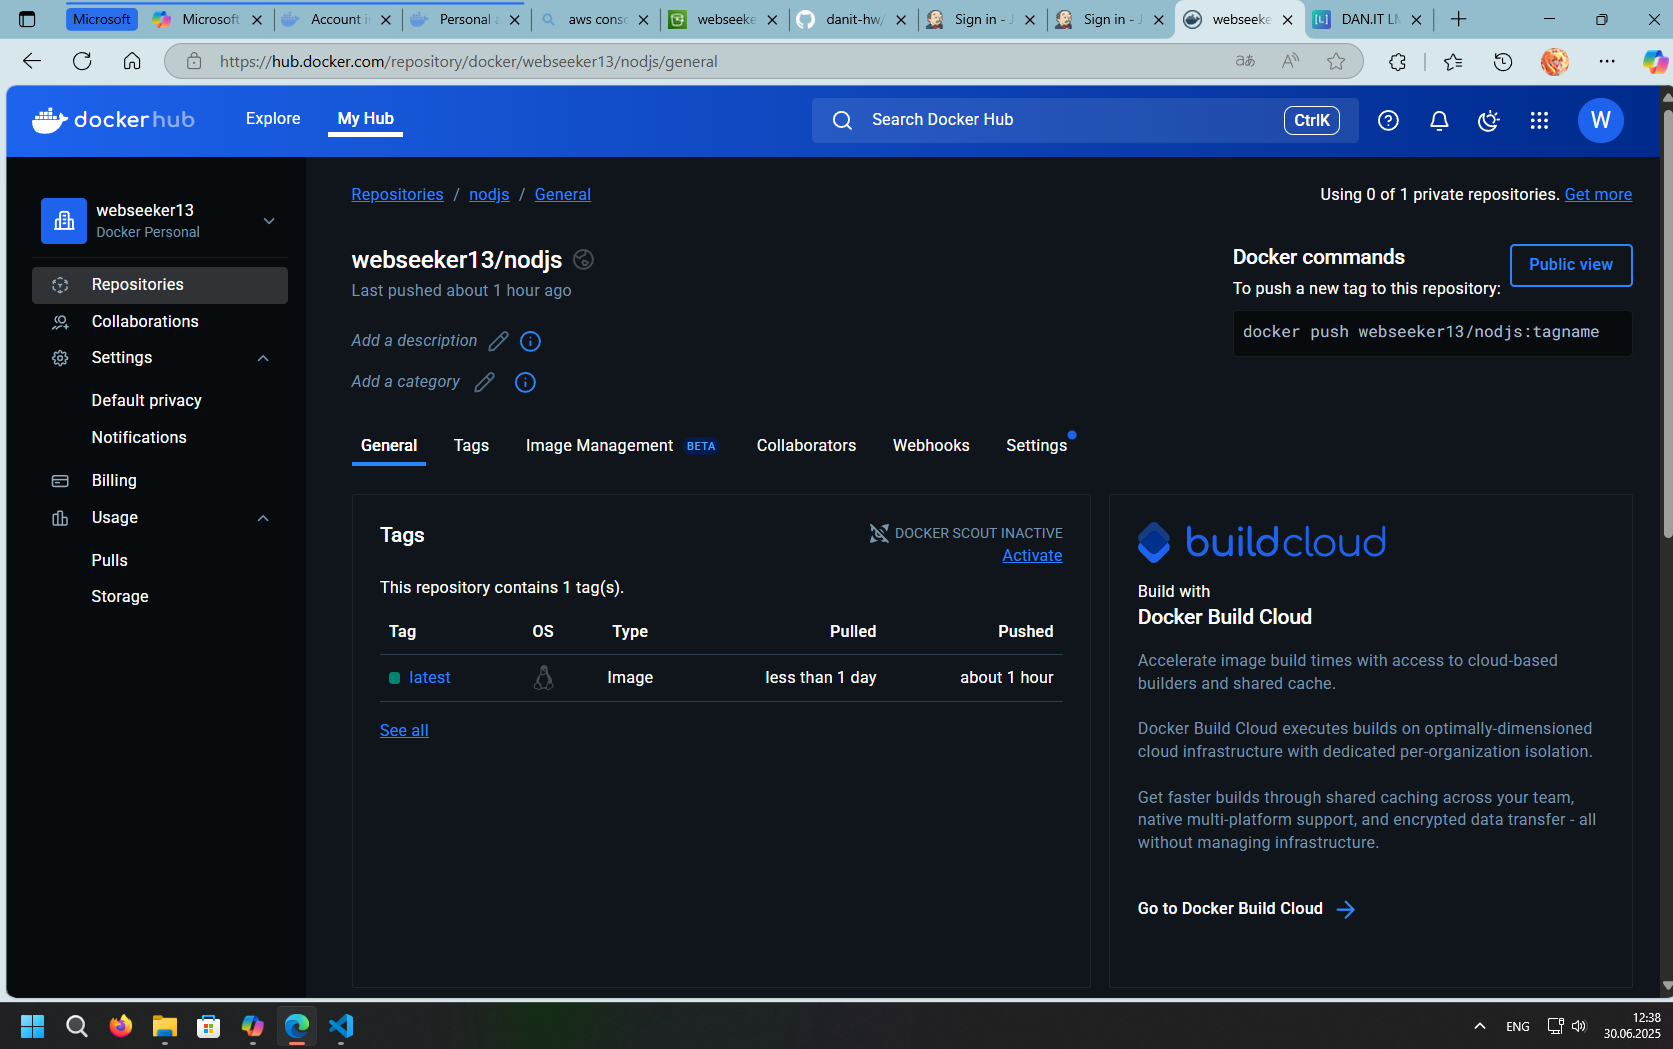 Microsoft
Microsoft
Account i
Personal a
aws cons
webseeke
danit-hw/
Sign in - J
Sign in - J
webseeke
DAN.IT LM
https://hub.docker.com/repository/docker/webseeker13/nodjs/general
dockerhub
Explore
My Hub
Search Docker Hub
CtrlK
W
webseeker13
Docker Personal
Repositories
Collaborations
Settings
Default privacy
Notifications
Billing
Usage
Pulls
Storage
Repositories / nodjs / General
Using 0 of 1 private repositories. Get more
webseeker13/nodjs
Last pushed about 1 hour ago
Add a description
Add a category
Docker commands
Public view
To push a new tag to this repository:
docker push webseeker13/nodjs:tagname
General
Tags
Image Management BETA
Collaborators
Webhooks
Settings
Tags
DOCKER SCOUT INACTIVE
Activate
This repository contains 1 tag(s).
Tag OS Type Pulled Pushed
latest Image less than 1 day about 1 hour
See all
buildcloud
Build with
Docker Build Cloud
Accelerate image build times with access to cloud-based
builders and shared cache.
Docker Build Cloud executes builds on optimally-dimensioned
cloud infrastructure with dedicated per-organization isolation.
Get faster builds through shared caching across your team,
native multi-platform support, and encrypted data transfer - all
without managing infrastructure.
Go to Docker Build Cloud
ENG
12:38
30.06.2025